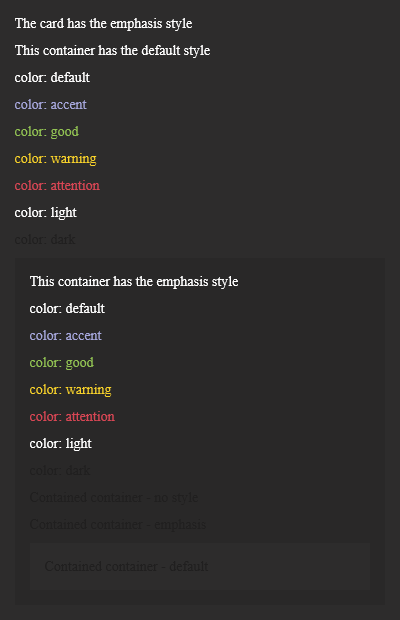 The card has the emphasis style
This container has the default style
color: default
color: accent
color: good
color: warning
color: attention
color: light
color: dark
This container has the emphasis style
color: default
color: accent
color: good
color: warning
color: attention
color: light
color: dark
Contained container - no style
Contained container - emphasis
Contained container - default